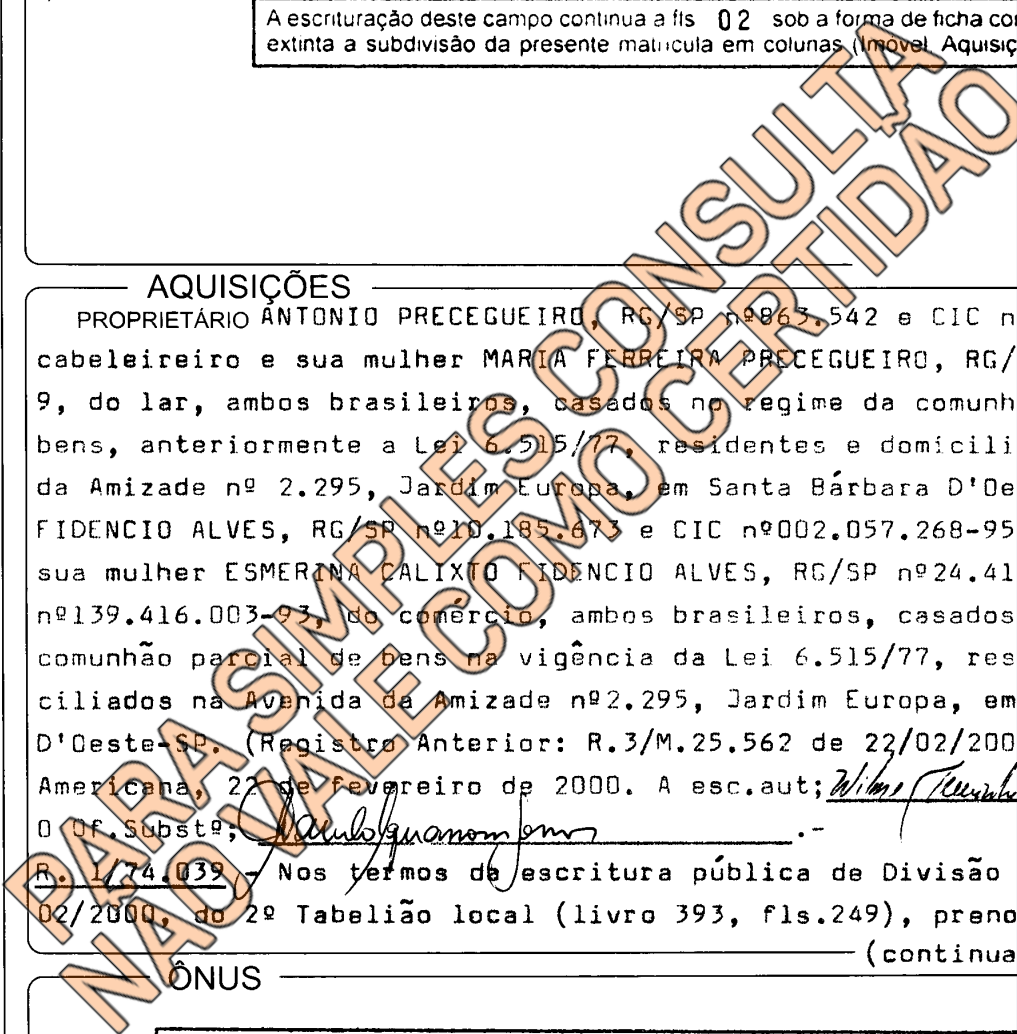 A escrituração deste campo continua a fls 02 sob a forma de ficha
extinta a subdivisão da presente matrícula em colunas (Imóvel, Aquisiç
AQUISIÇÕES
PROPRIETÁRIO ANTONIO PRECEGUEIRO, RG/SP nº863.542 e CIC n
cabeleireiro e sua mulher MARIA FERREIRA PRECEGUEIRO, RG/
9, do lar, ambos brasileiros, casados no regime da comunh
bens, anteriormente a Lei 6.515/77, residentes e domicili
da Amizade nº 2.295, Jardim Europa, em Santa Bárbara D'Oe
FIDENCIO ALVES, RG/SP nº10.185.673 e CIC nº002.057.268-95
sua mulher ESMERINA CALIXTO FIDENCIO ALVES, RG/SP nº24.41
nº139.416.003-93, do comércio, ambos brasileiros, casados
comunhão parcial de bens na vigência da Lei 6.515/77, res
ciliados na Avenida da Amizade nº2.295, Jardim Europa, em
D'Oeste-SP. (Registro Anterior: R.3/M.25.562 de 22/02/200
Americana, 22 de fevereiro de 2000. A esc.aut;
O Of.Substº; .-
R. 1/74.039 - Nos termos da escritura pública de Divisão
02/2000, do 2º Tabelião local (livro 393, fls.249), preno
(continua
ÔNUS
PARA SIMPLES CONSULTA
NÃO VALE COMO CERTIDÃO